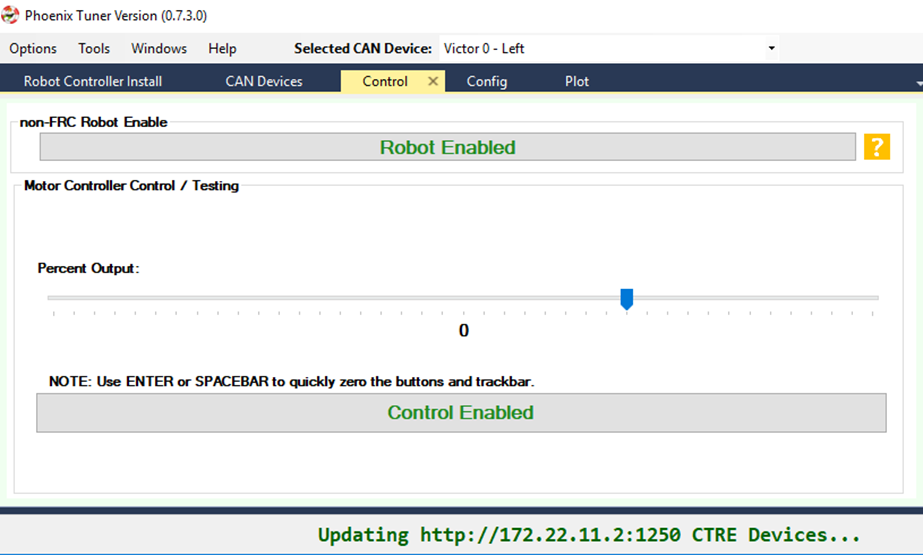 Phoenix Tuner Version (0.7.3.0)
Options Tools Windows Help Selected CAN Device: Victor 0 - Left
Robot Controller Install CAN Devices Control Config Plot
non-FRC Robot Enable
Robot Enabled ?
Motor Controller Control / Testing
Percent Output:
0
NOTE: Use ENTER or SPACEBAR to quickly zero the buttons and trackbar.
Control Enabled
Updating http://172.22.11.2:1250 CTRE Devices...